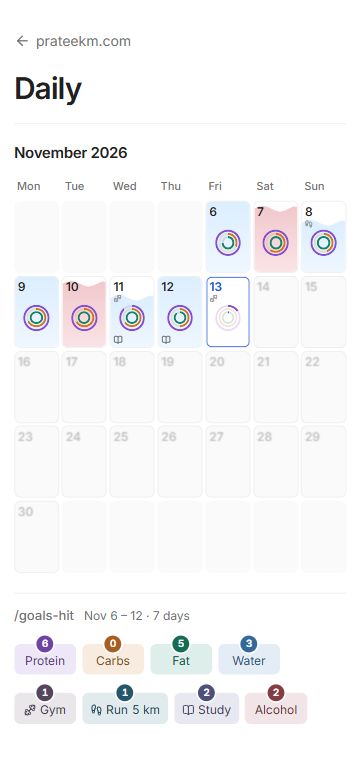 ← prateekm.com
Daily
November 2026
Mon Tue Wed Thu Fri Sat Sun
6 7 8
9 10 11 12 13 14 15
16 17 18 19 20 21 22
23 24 25 26 27 28 29
30
/goals-hit Nov 6 – 12 · 7 days
6 0 5 3
Protein Carbs Fat Water
1 1 2 2
Gym Run 5 km Study Alcohol